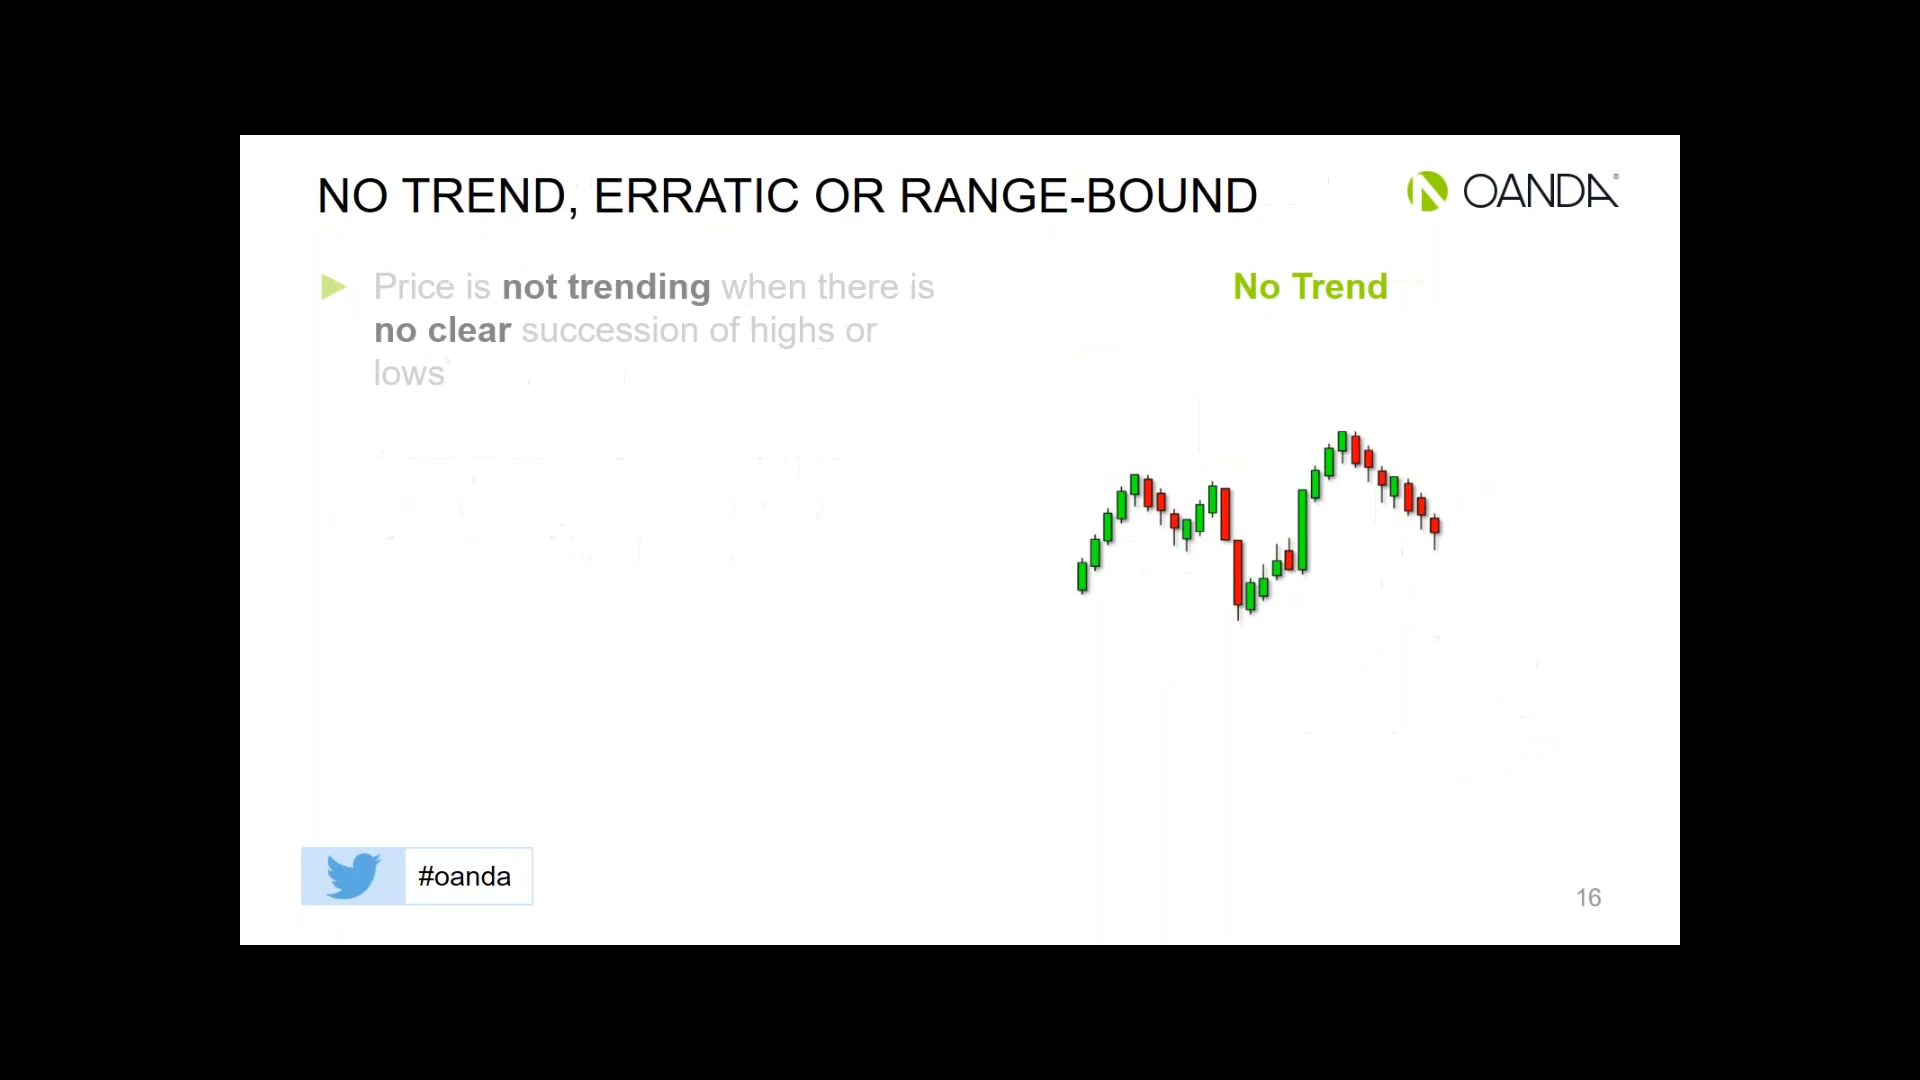 NO TREND, ERRATIC OR RANGE-BOUND
OANDA®
Price is not trending when there is
no clear succession of highs or
lows
No Trend
#oanda
16